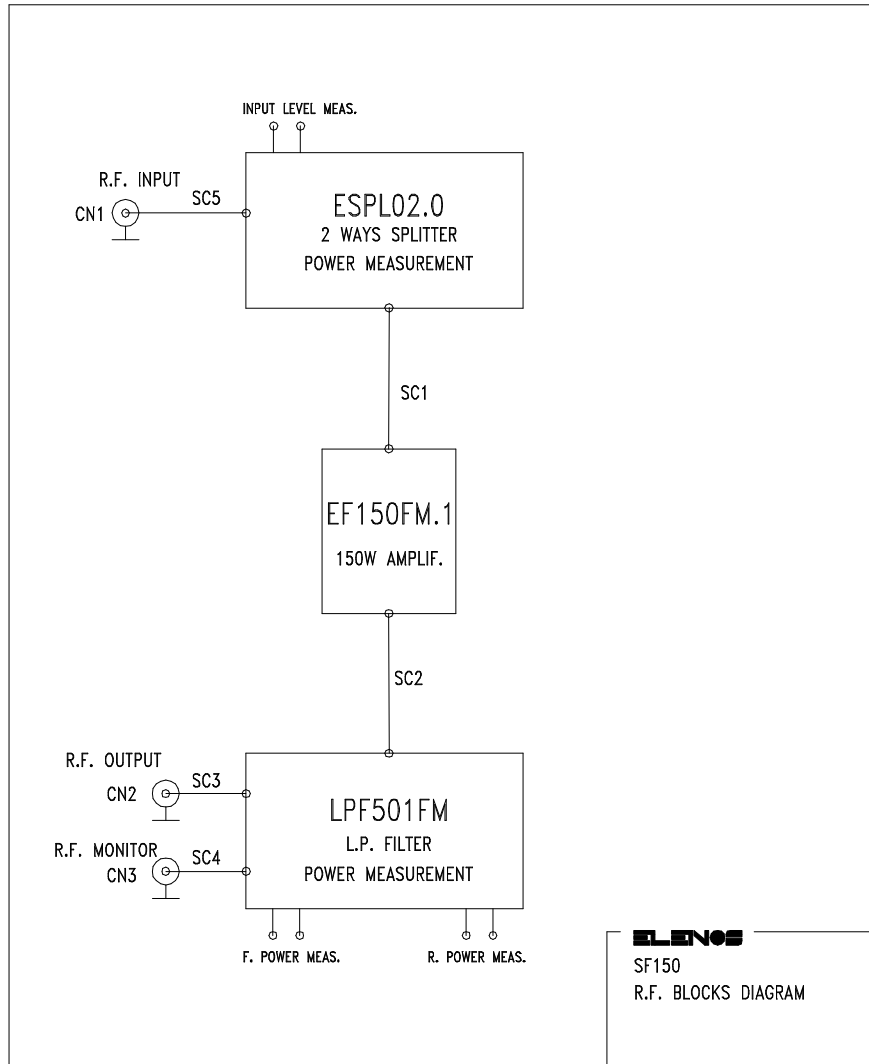 INPUT LEVEL MEAS.
R.F. INPUT
SC5
CN1
ESPL02.0
2 WAYS SPLITTER
POWER MEASUREMENT
SC1
EF150FM.1
150W AMPLIF.
SC2
R.F. OUTPUT
SC3
CN2
LPF501FM
L.P. FILTER
POWER MEASUREMENT
R.F. MONITOR
SC4
CN3
F. POWER MEAS.
R. POWER MEAS.
ELENOS
SF150
R.F. BLOCKS DIAGRAM